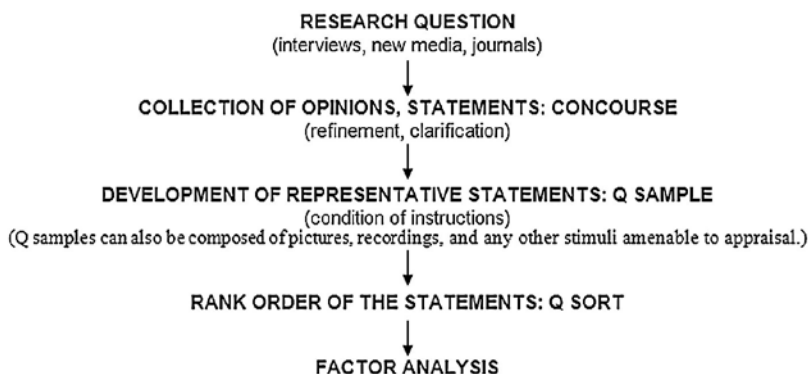 RESEARCH QUESTION
(interviews, new media, journals)
COLLECTION OF OPINIONS, STATEMENTS: CONCOURSE
(refinement, clarification)
DEVELOPMENT OF REPRESENTATIVE STATEMENTS: Q SAMPLE
(condition of instructions)
(Q samples can also be composed of pictures, recordings, and any other stimuli amenable to appraisal.)
RANK ORDER OF THE STATEMENTS: Q SORT
FACTOR ANALYSIS